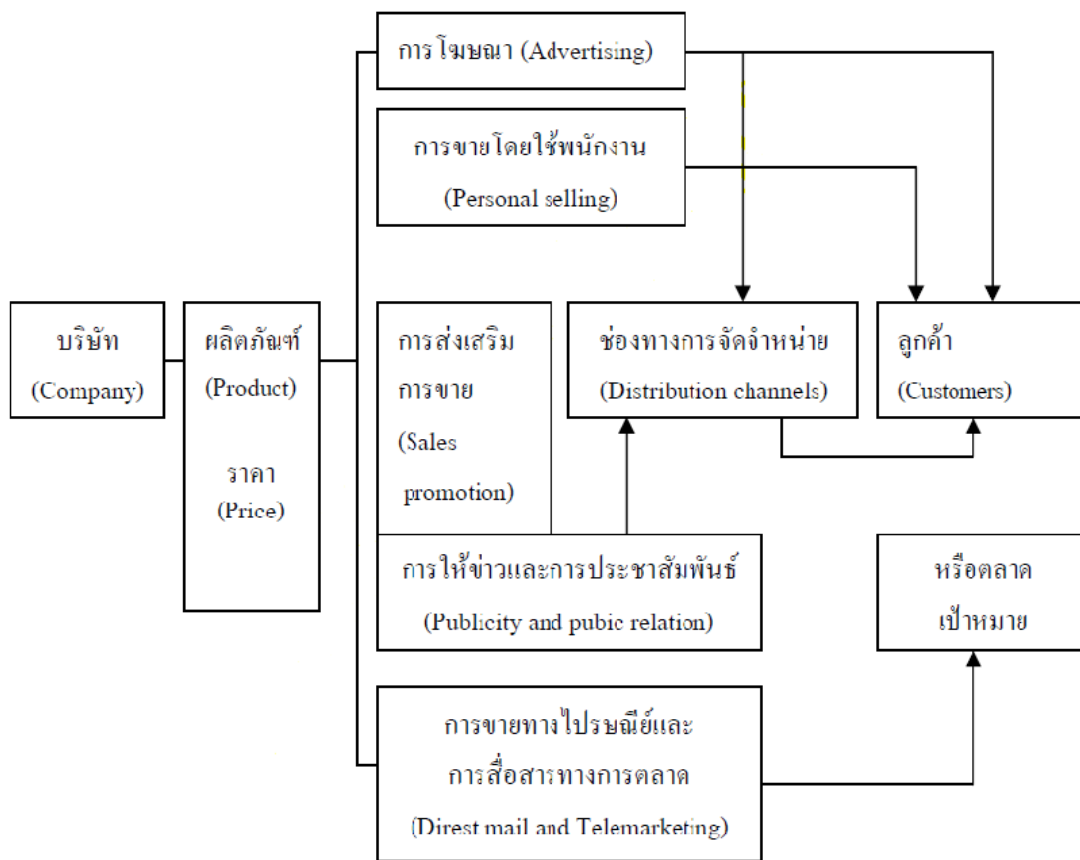 การโฆษณา (Advertising)
การขายโดยใช้พนักงาน
(Personal selling)
บริษัท
(Company)
ผลิตภัณฑ์
(Product)
ราคา
(Price)
การส่งเสริม
การขาย
(Sales
promotion)
ช่องทางการจัดจำหน่าย
(Distribution channels)
ลูกค้า
(Customers)
การให้ข่าวและการประชาสัมพันธ์
(Publicity and pubic relation)
หรือตลาด
เป้าหมาย
การขายทางไปรษณีย์และ
การสื่อสารทางการตลาด
(Direst mail and Telemarketing)